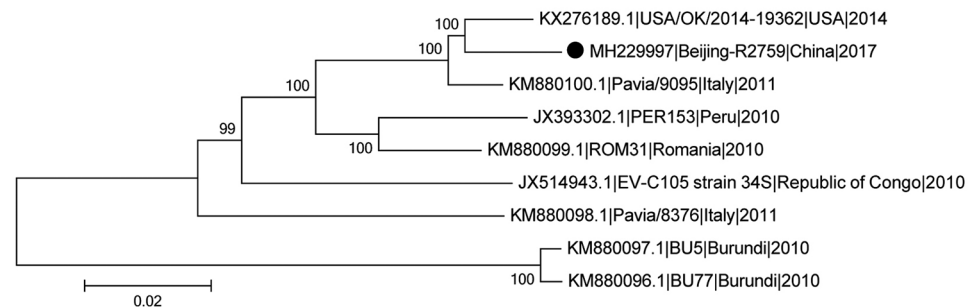 100
KX276189.1|USA/OK/2014-19362|USA|2014
100
MH229997|Beijing-R2759|China|2017
100
KM880100.1|Pavia/9095|Italy|2011
JX393302.1|PER153|Peru|2010
99
100
KM880099.1|ROM31|Romania|2010
JX514943.1|EV-C105 strain 34S|Republic of Congo|2010
KM880098.1|Pavia/8376|Italy|2011
KM880097.1|BU5|Burundi|2010
100
KM880096.1|BU77|Burundi|2010
0.02